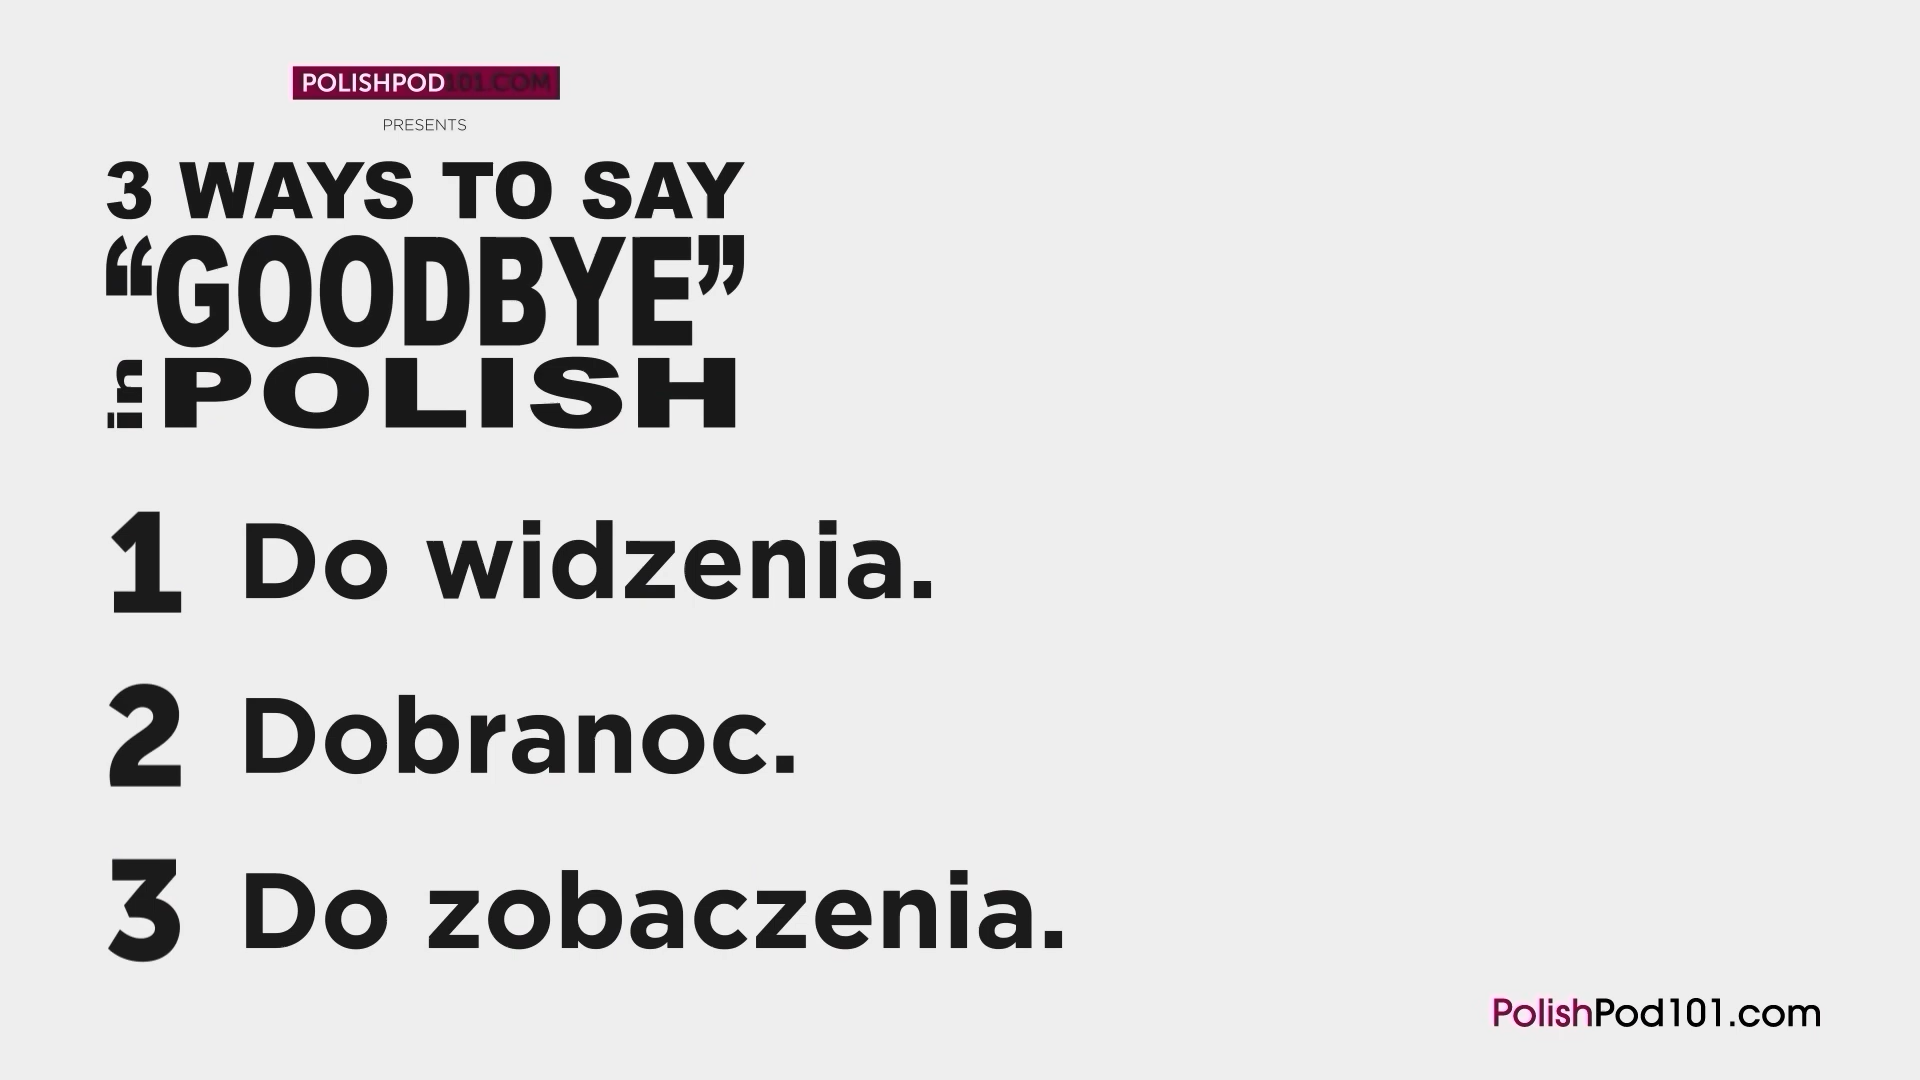 POLISHPOD101.COM
PRESENTS
3 WAYS TO SAY
“GOODBYE”
in POLISH
1 Do widzenia.
2 Dobranoc.
3 Do zobaczenia.
PolishPod101.com